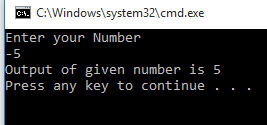 C:\Windows\system32\cmd.exe
Enter your Number
-5
Output of given number is 5
Press any key to continue . . .